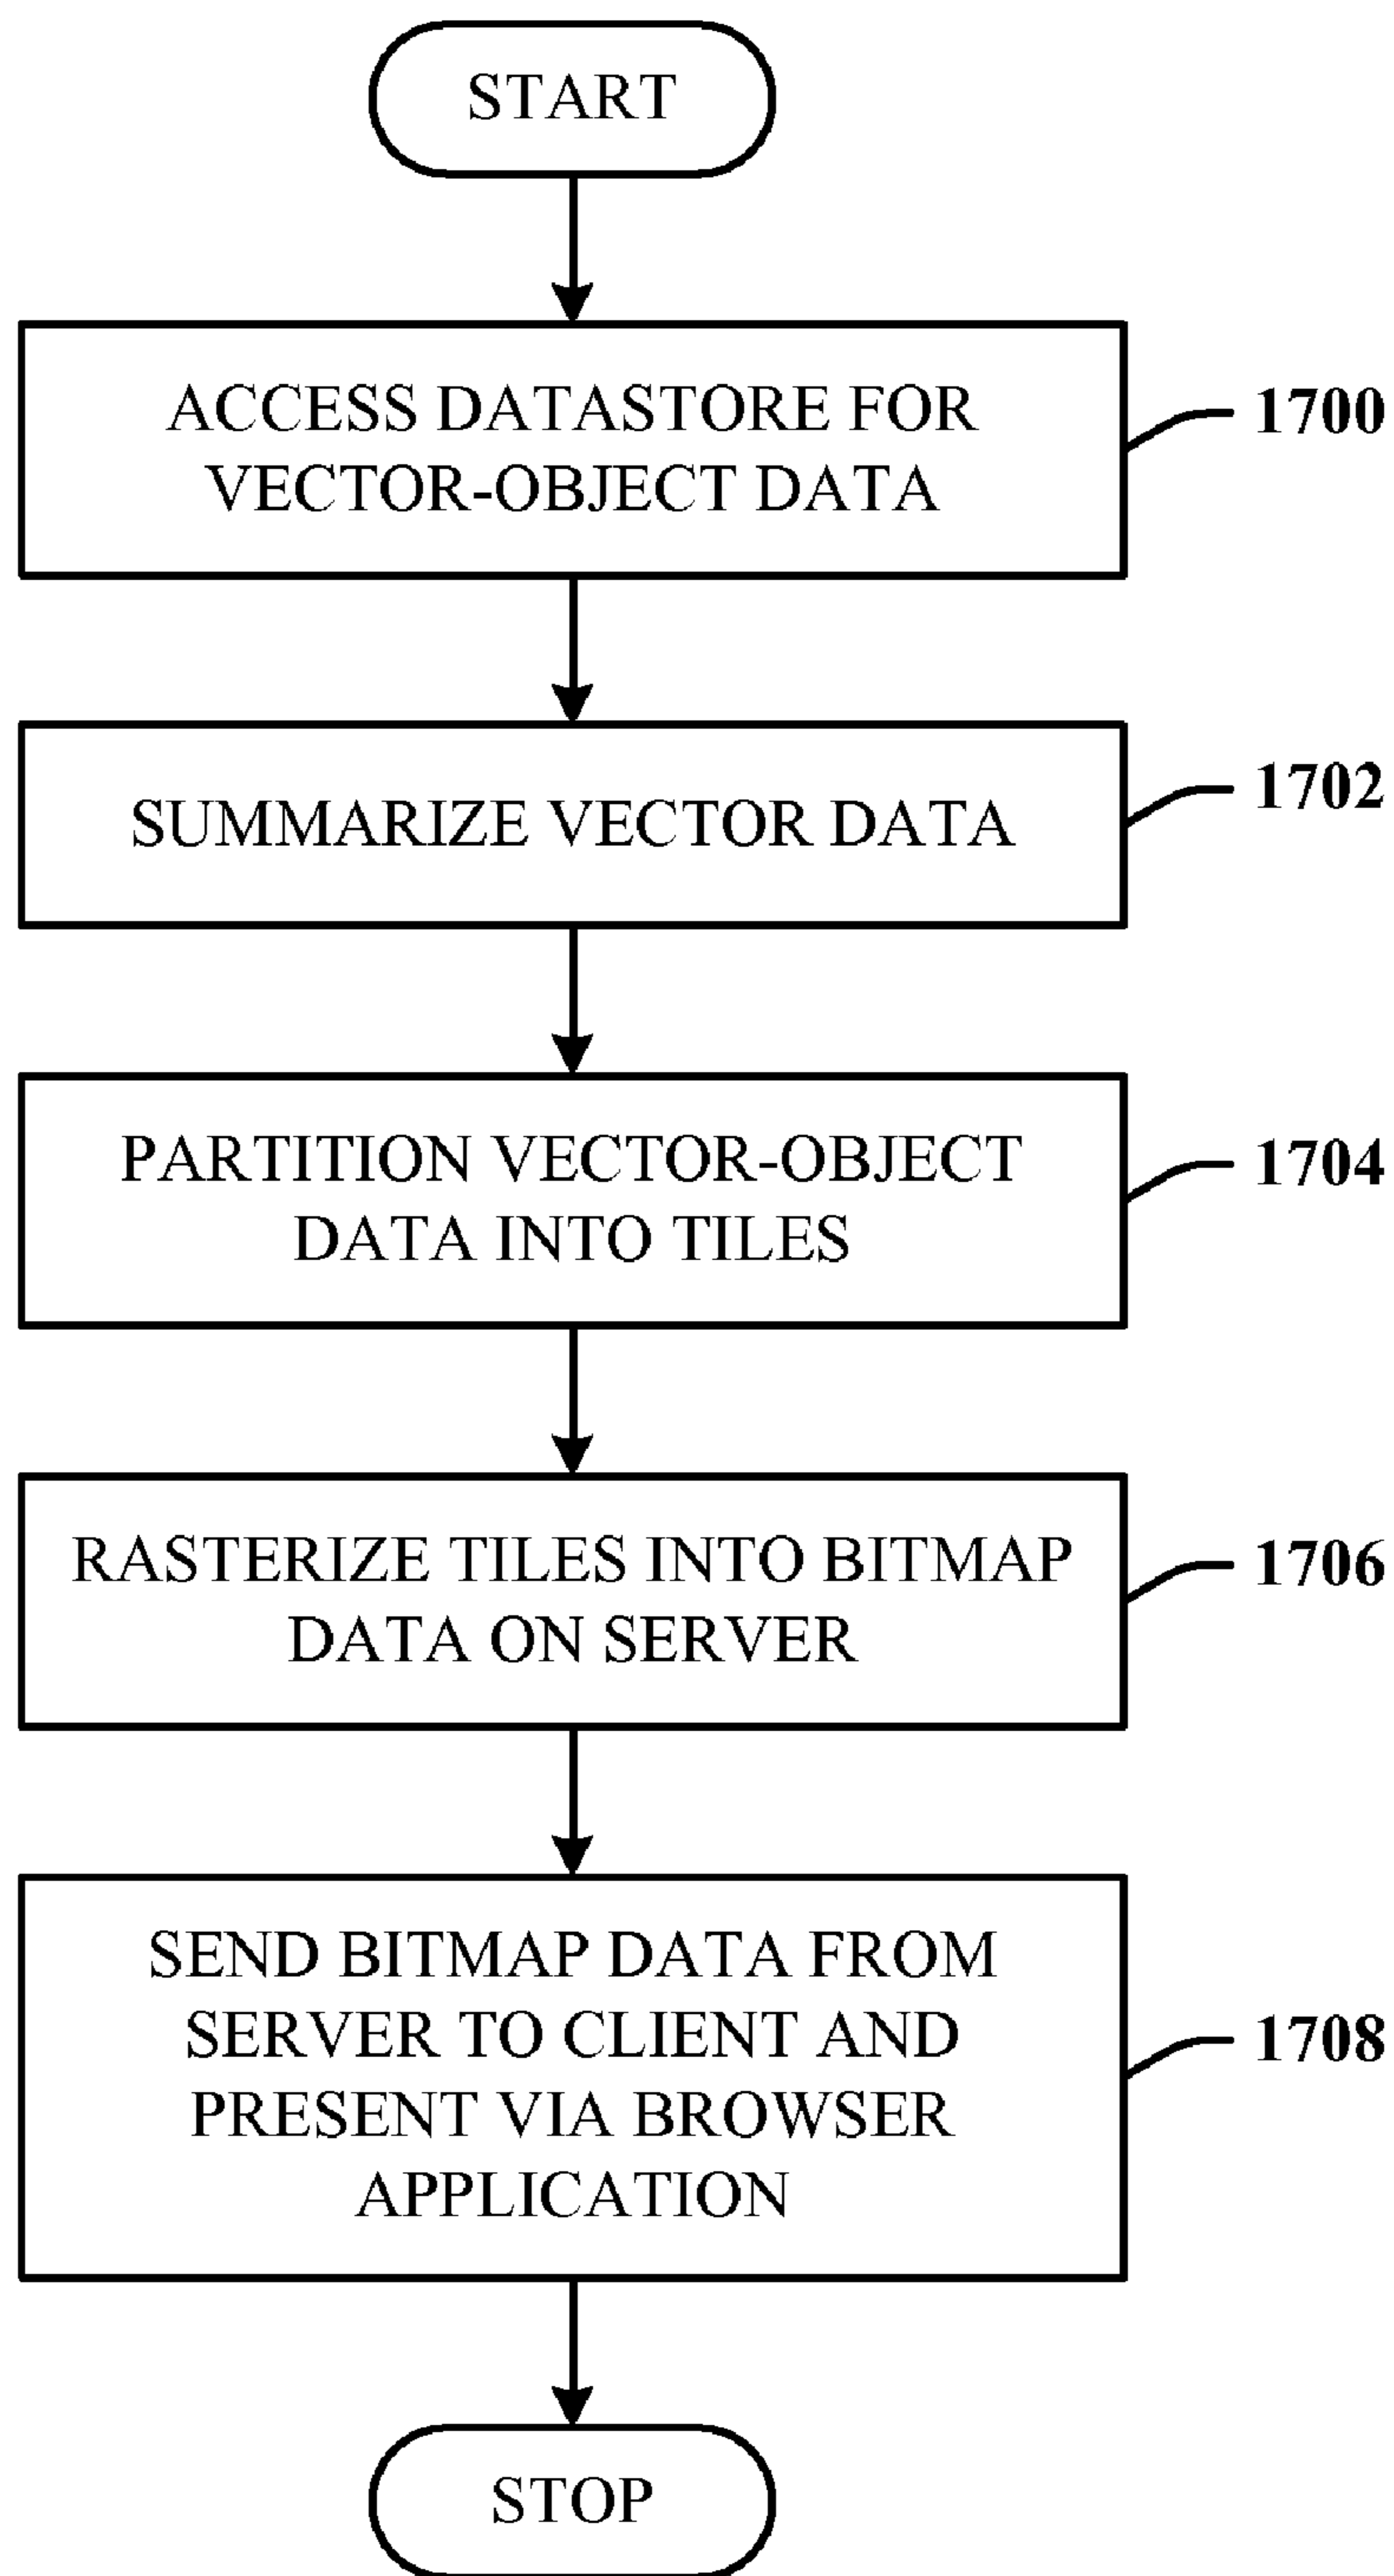 START
ACCESS DATASTORE FOR
VECTOR-OBJECT DATA
1700
SUMMARIZE VECTOR DATA
1702
PARTITION VECTOR-OBJECT
DATA INTO TILES
1704
RASTERIZE TILES INTO BITMAP
DATA ON SERVER
1706
SEND BITMAP DATA FROM
SERVER TO CLIENT AND
PRESENT VIA BROWSER
APPLICATION
1708
STOP